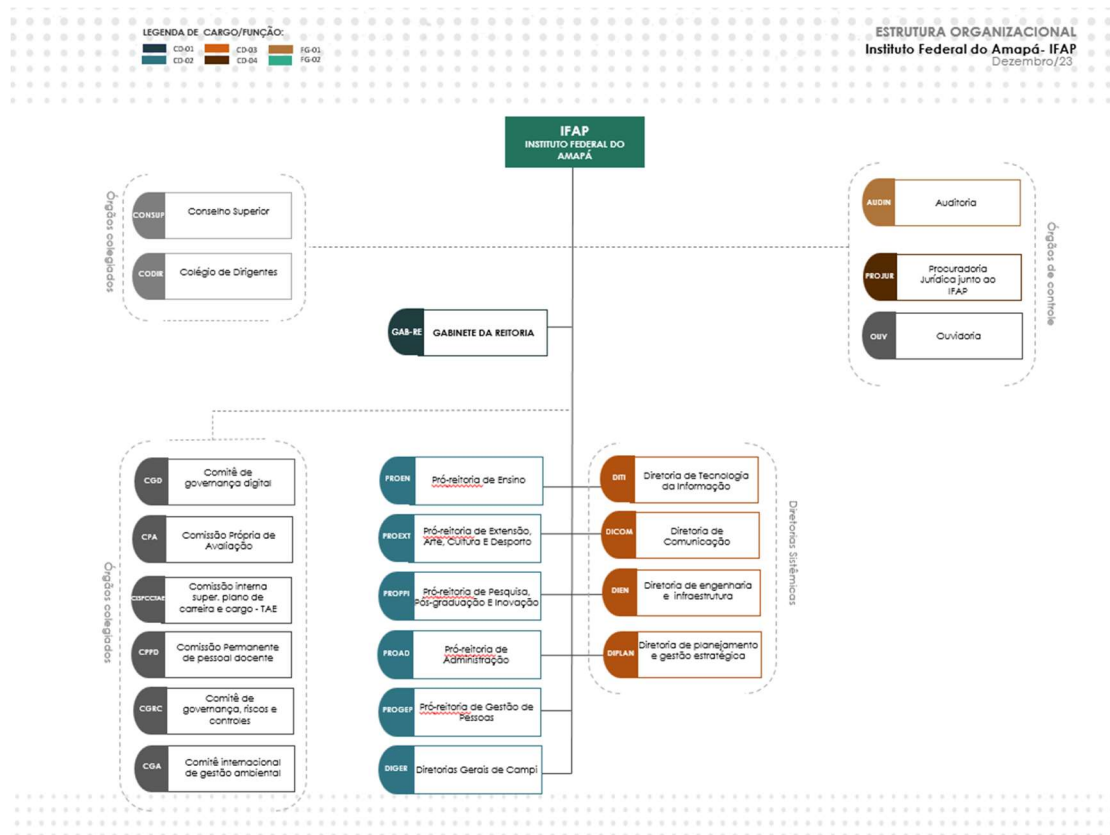 LEGENDA DE CARGO/FUNÇÃO:
CD-01
CD-03
FG-01
CD-02
CD-04
FG-02
ESTRUTURA ORGANIZACIONAL
Instituto Federal do Amapá- IFAP
Dezembro/23
IFAP
INSTITUTO FEDERAL DO
AMAPÁ
Órgãos colegiados
CONSUP
Conselho Superior
CODIR
Colégio de Dirigentes
AUDIN
Auditoria
PROJUR
Procuradoria
Jurídica junto ao
IFAP
OUV
Ouvidoria
Órgãos de controle
GAB-RE
GABINETE DA REITORIA
Órgãos colegiados
CGD
Comitê de
governança digital
CPA
Comissão Própria de
Avaliação
CISPCCTAE
Comissão interna
super. plano de
carreira e cargo - TAE
CPPD
Comissão Permanente
de pessoal docente
CGRC
Comitê de
governança, riscos e
controles
CGA
Comitê internacional
de gestão ambiental
PROEN
Pró-reitoria de Ensino
PROEXT
Pró-reitoria de Extensão,
Arte, Cultura E Desporto
PROPPI
Pró-reitoria de Pesquisa,
Pós-graduação E Inovação
PROAD
Pró-reitoria de
Administração
PROGEP
Pró-reitoria de Gestão de
Pessoas
DIGER
Diretorias Gerais de Campi
DITI
Diretoria de Tecnologia
da Informação
DICOM
Diretoria de
Comunicação
DIEN
Diretoria de engenharia
e infraestrutura
DIPLAN
Diretoria de planejamento
e gestão estratégica
Diretorias Sistêmicas